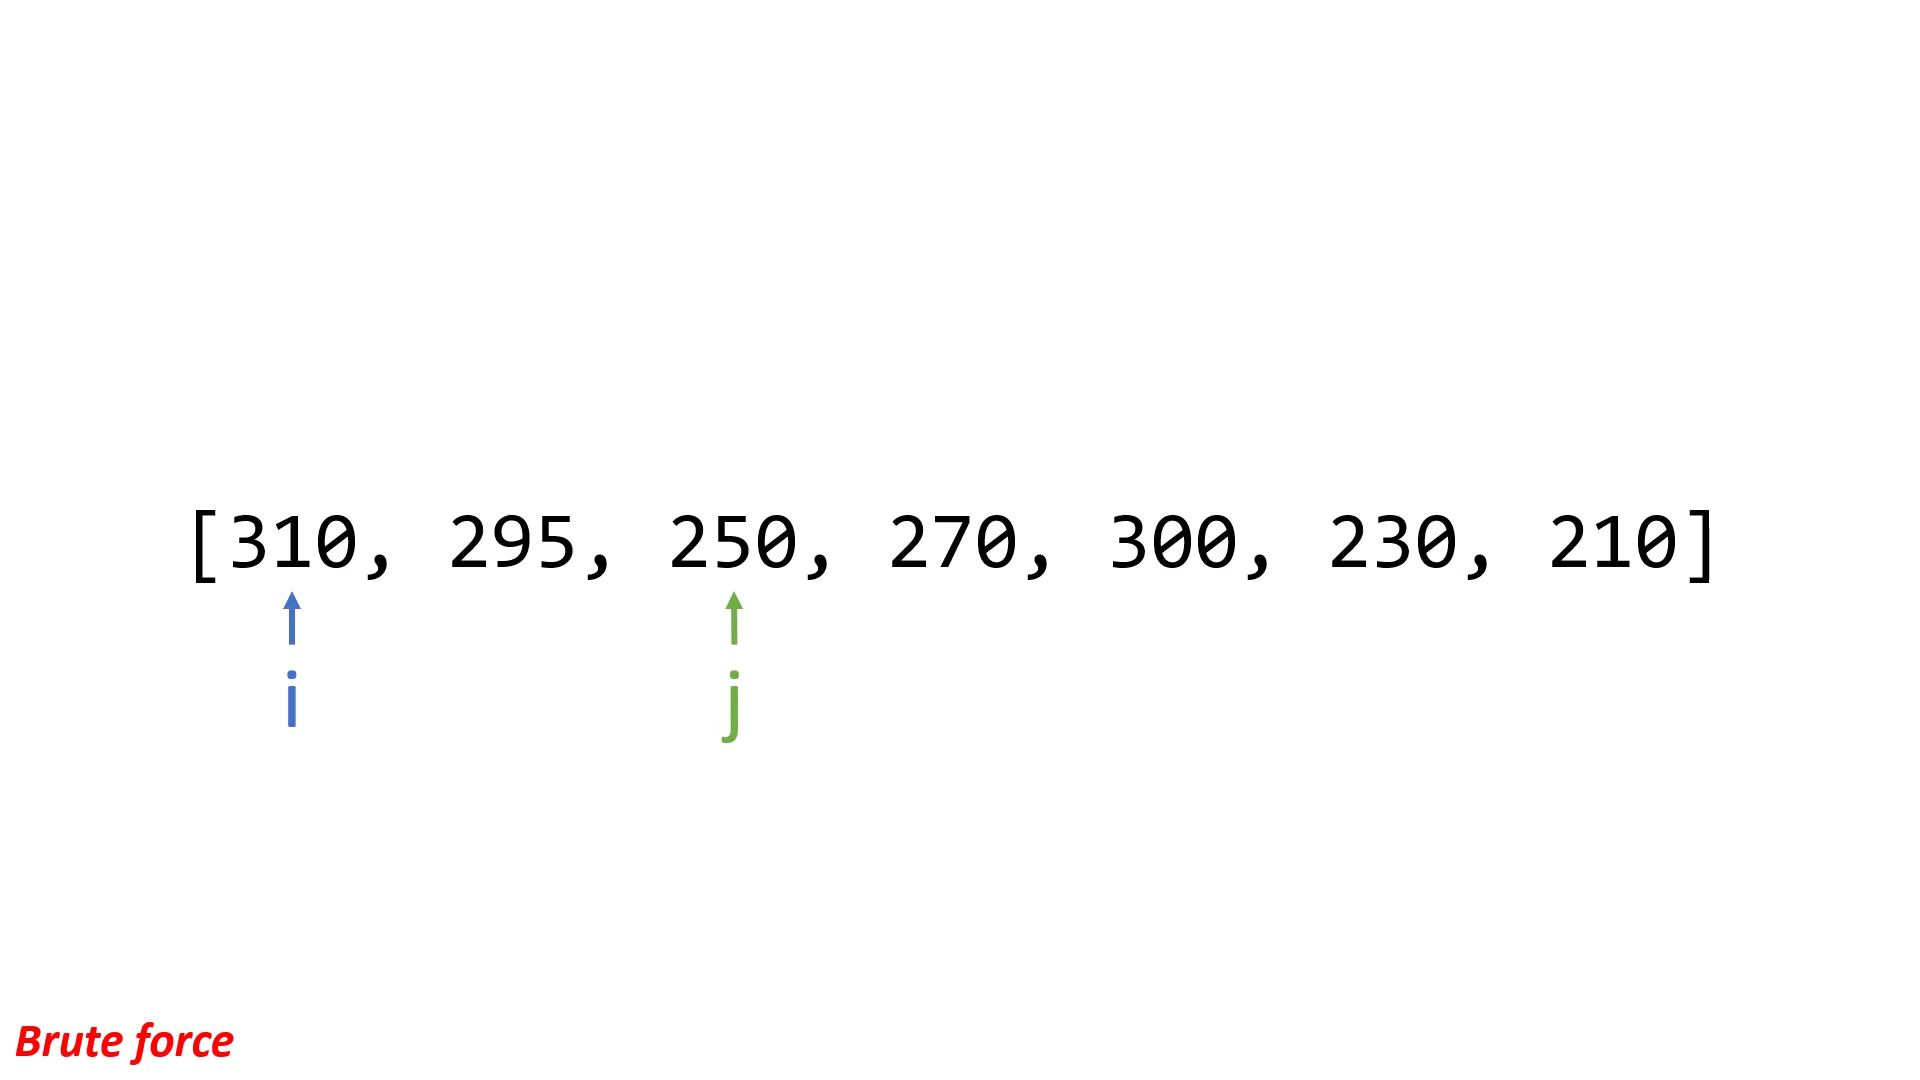 [310, 295, 250, 270, 300, 230, 210]
i j
Brute force